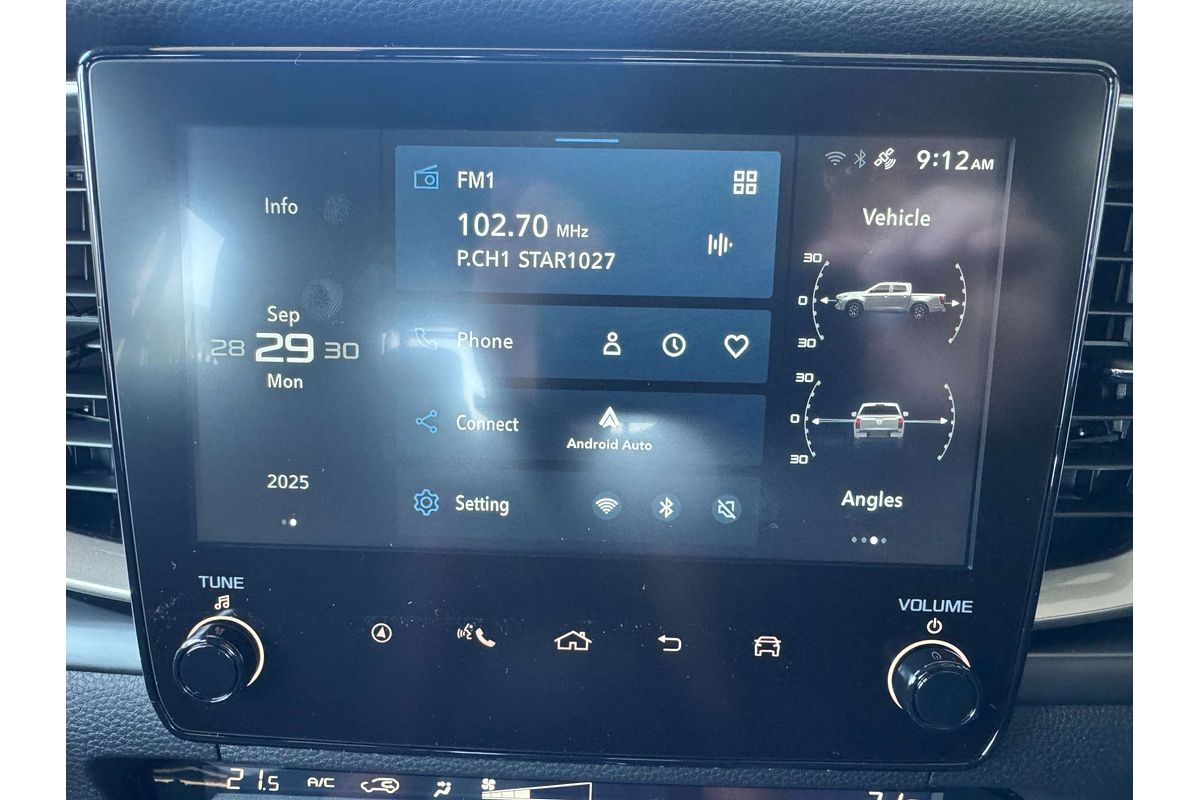 Info
Sep
28 29 30
Mon
2025
FM1
102.70 MHz
P.CH1 STAR1027
Phone
Connect
Android Auto
Setting
9:12AM
Vehicle
30
0
30
30
0
30
Angles
TUNE
VOLUME
21.5 A/C